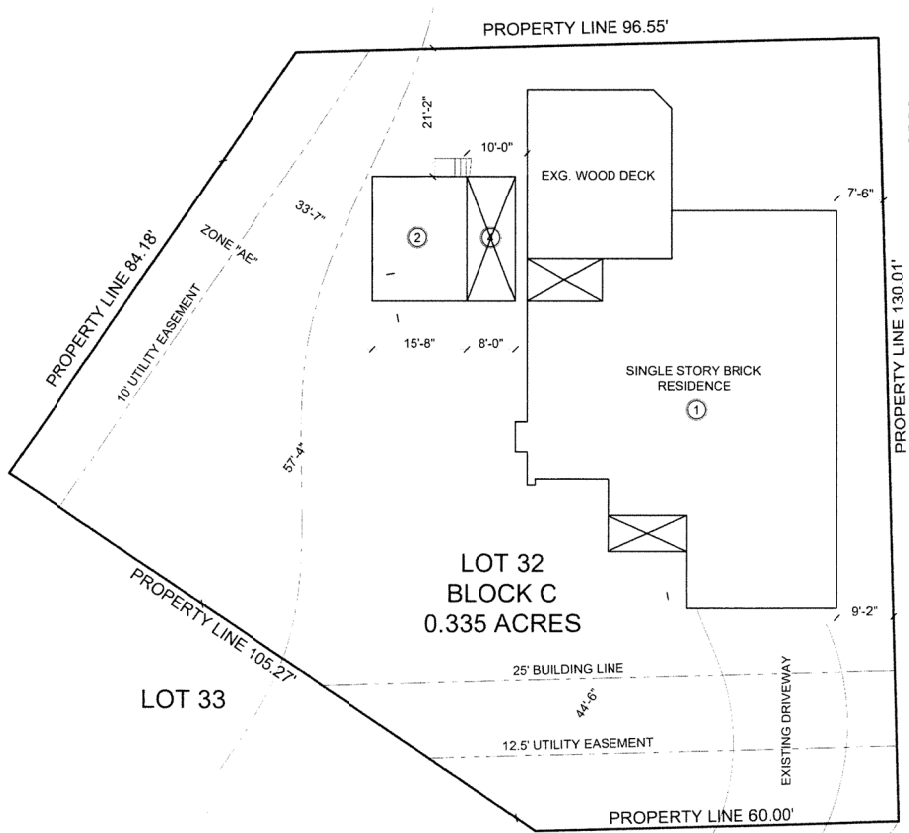 PROPERTY LINE 96.55'
21'-2"
10'-0"
EXG. WOOD DECK
7'-6"
33'-7"
ZONE "AE"
2
4
PROPERTY LINE 84.18'
10' UTILITY EASEMENT
PROPERTY LINE 130.01'
15'-8"
8'-0"
SINGLE STORY BRICK
RESIDENCE
1
57'-4"
LOT 32
BLOCK C
0.335 ACRES
PROPERTY LINE 105.27'
9'-2"
LOT 33
25' BUILDING LINE
44'-6"
12.5' UTILITY EASEMENT
EXISTING DRIVEWAY
PROPERTY LINE 60.00'